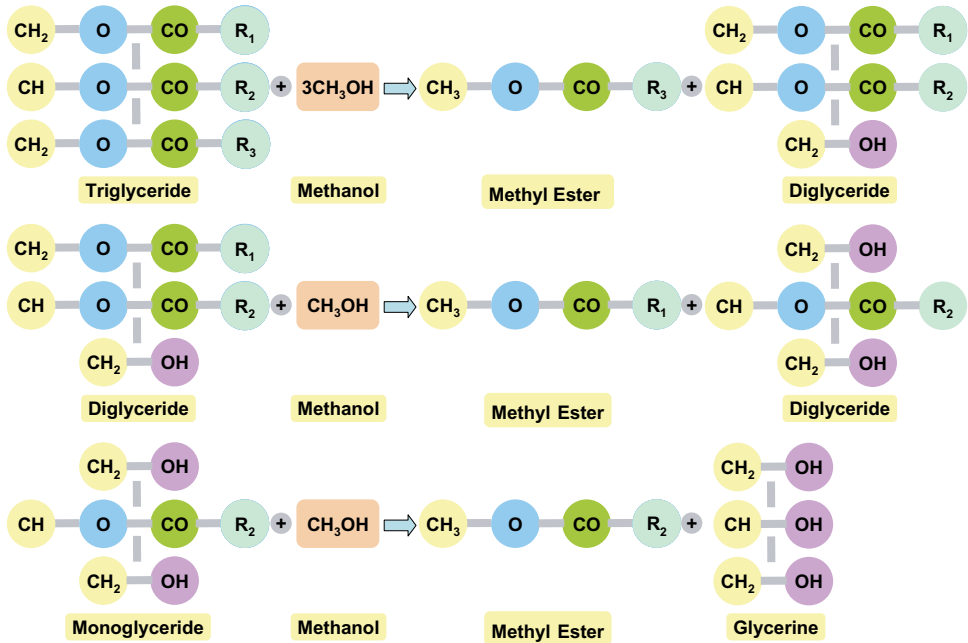 CH₂ O CO R₁ CH₂ O CO R₁
CH O CO R₂ + 3CH₃OH CH₃ O CO R₃ + CH O CO R₂
CH₂ O CO R₃ CH₂ OH
Triglyceride Methanol Methyl Ester Diglyceride
CH₂ O CO R₁ CH₂ OH
CH O CO R₂ + CH₃OH CH₃ O CO R₁ + CH O CO R₂
CH₂ OH CH₂ OH
Diglyceride Methanol Methyl Ester Diglyceride
CH₂ OH CH₂ OH
CH O CO R₂ + CH₃OH CH₃ O CO R₂ + CH OH
CH₂ OH CH₂ OH
Monoglyceride Methanol Methyl Ester Glycerine